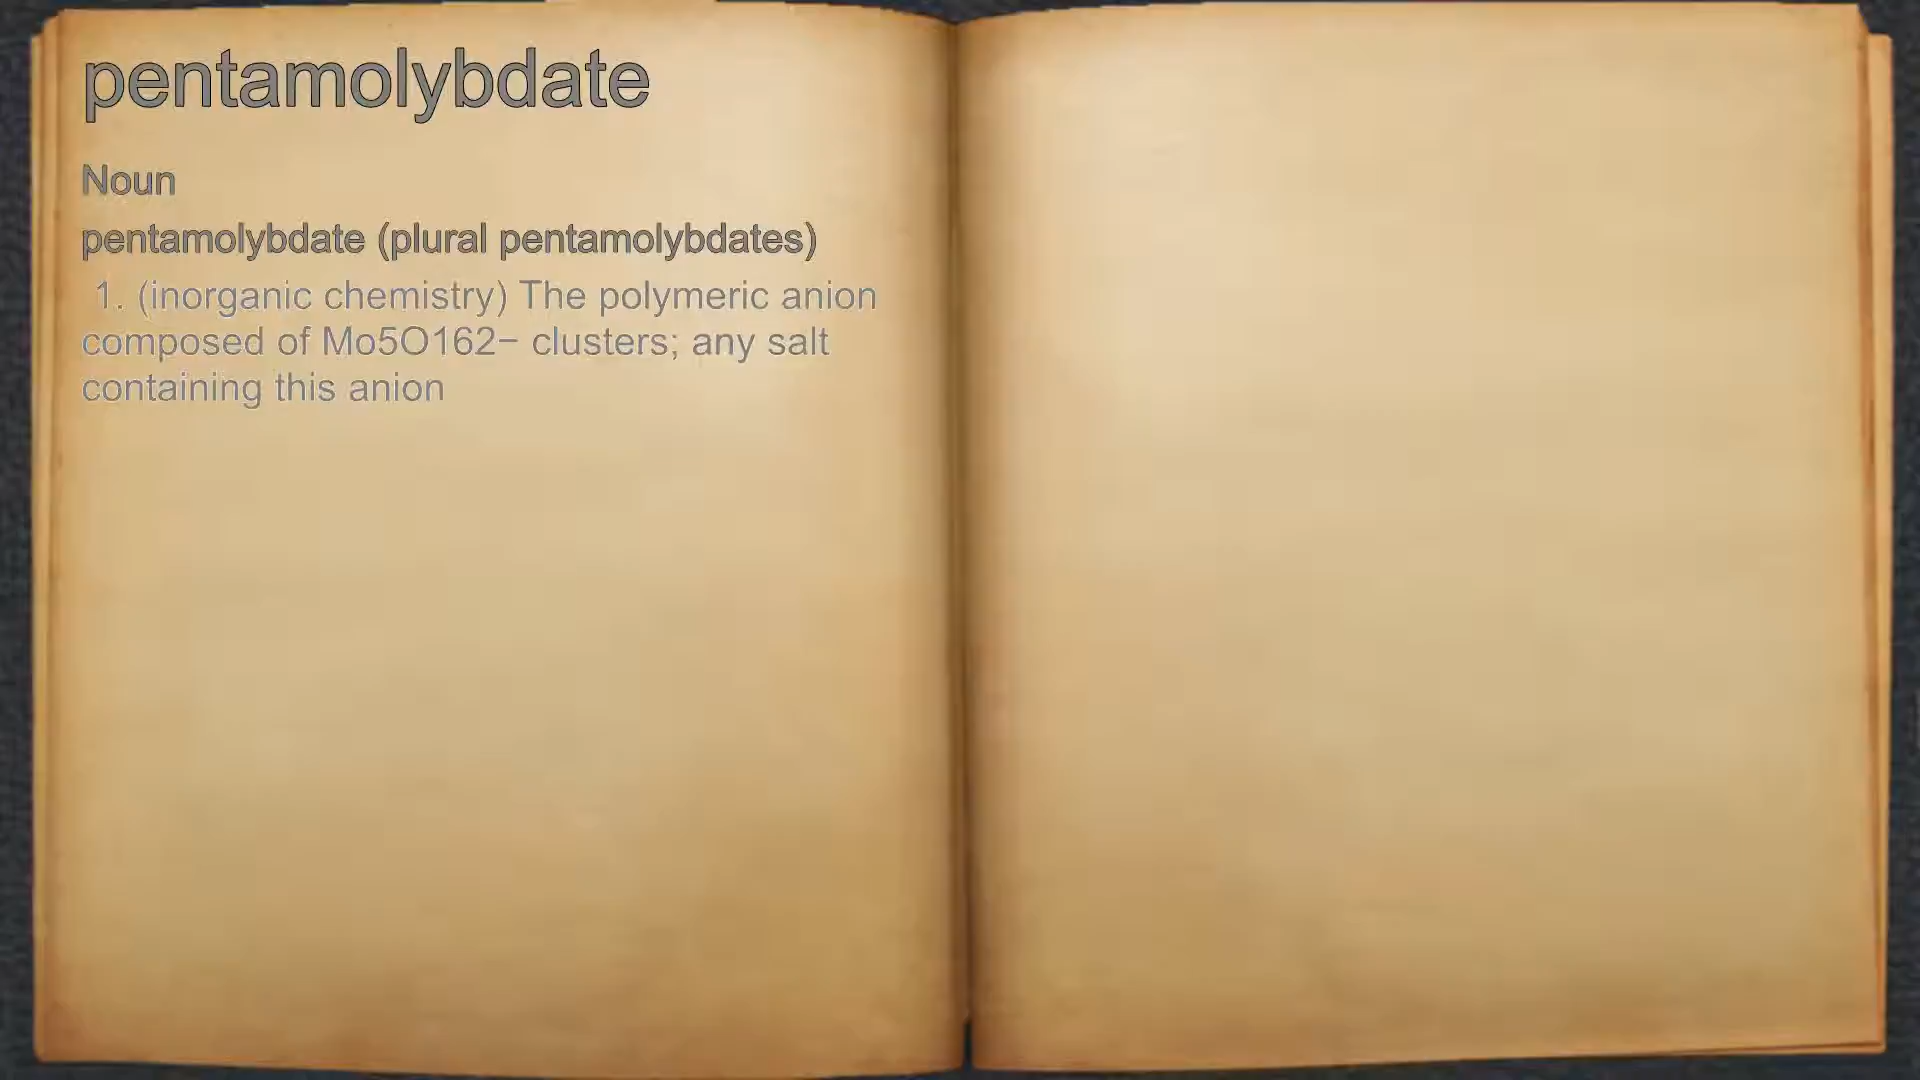 pentamolybdate
Noun
pentamolybdate (plural pentamolybdates)
1. (inorganic chemistry) The polymeric anion
composed of Mo5O162− clusters; any salt
containing this anion